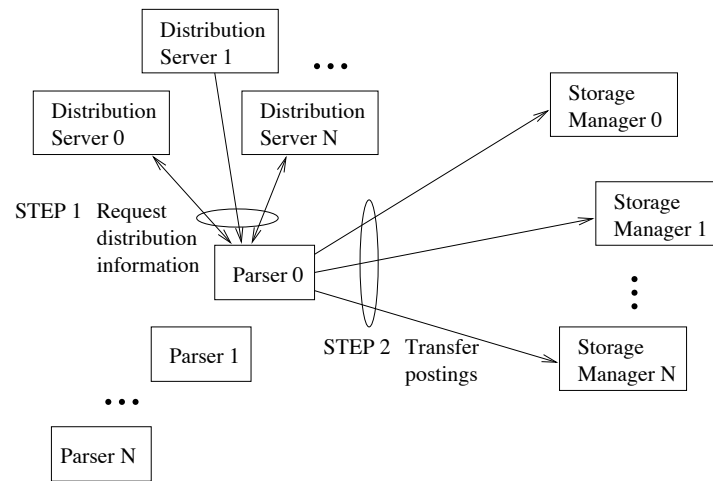 Distribution
Server 1
Distribution
Server 0
Distribution
Server N
Storage
Manager 0
STEP 1 Request
distribution
information
Storage
Manager 1
Parser 0
STEP 2 Transfer
postings
Parser 1
Storage
Manager N
Parser N